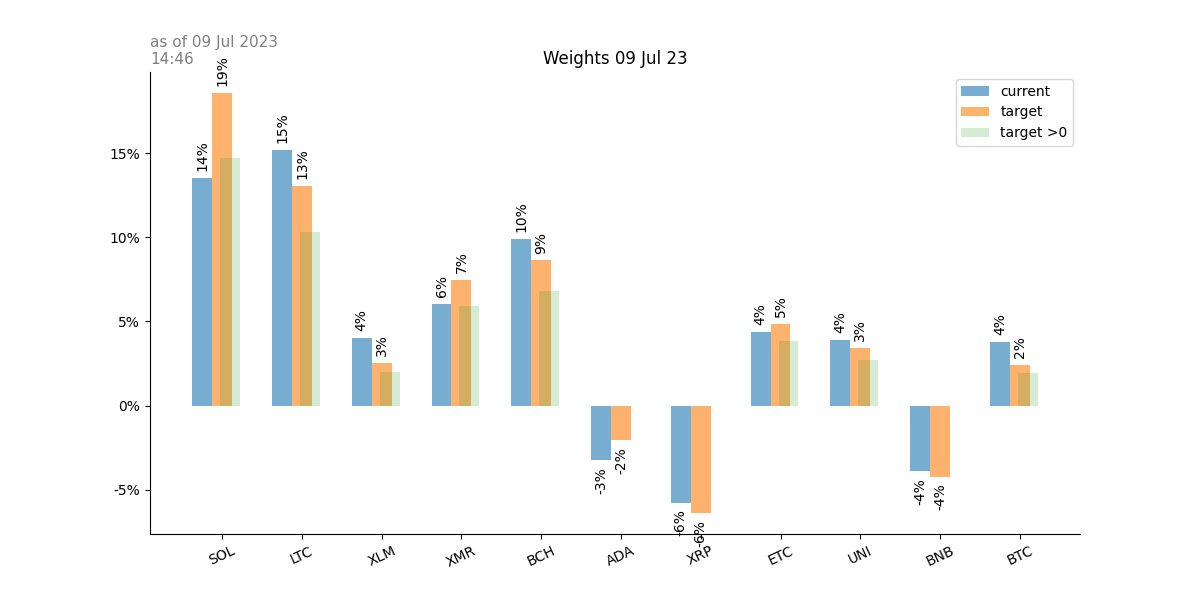 as of 09 Jul 2023
14:46
Weights 09 Jul 23
current
target
target >0
15%
10%
5%
0%
-5%
14%
19%
15%
13%
4%
3%
6%
7%
10%
9%
-3%
-2%
-6%
-6%
4%
5%
4%
3%
-4%
-4%
4%
2%
SOL
LTC
XLM
XMR
BCH
ADA
XRP
ETC
UNI
BNB
BTC